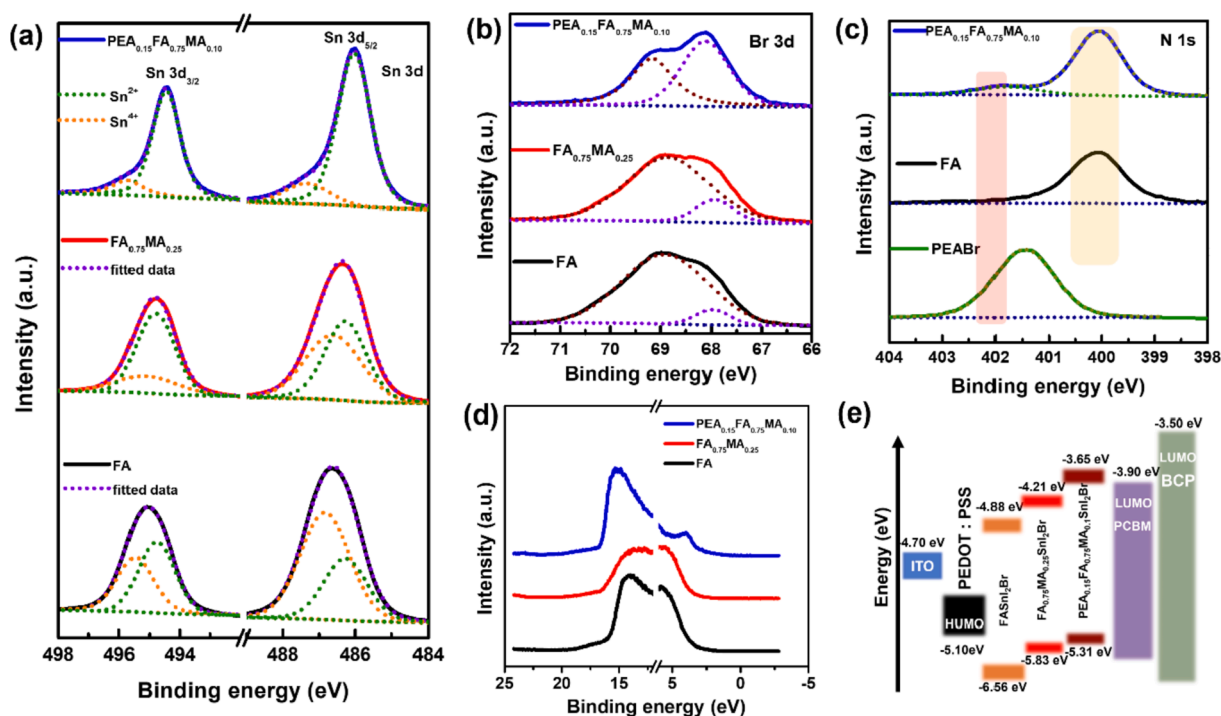 (a)
PEA0.15FA0.75MA0.10
Sn 3d5/2
Sn 3d3/2
Sn 3d
Sn2+
Sn4+
FA0.75MA0.25
fitted data
FA
fitted data
Intensity (a.u.)
498 496 494 488 486 484
Binding energy (eV)
(b)
PEA0.15FA0.75MA0.10
Br 3d
FA0.75MA0.25
FA
Intensity (a.u.)
72 71 70 69 68 67 66
Binding energy (eV)
(c)
N 1s
PEA0.15FA0.75MA0.10
FA
PEABr
Intensity (a.u.)
404 403 402 401 400 399 398
Binding energy (eV)
(d)
PEA0.15FA0.75MA0.10
FA0.75MA0.25
FA
Intensity (a.u.)
25 20 15 10 5 0 -5
Binding energy (eV)
(e)
Energy (eV)
-4.70 eV
ITO
PEDOT : PSS
HUMO
-5.10eV
-4.88 eV
FASnI2Br
-6.56 eV
-4.21 eV
FA0.75MA0.25SnI2Br
-5.83 eV
-3.65 eV
PEA0.15FA0.75MA0.1SnI2Br
-5.31 eV
-3.90 eV
LUMO
PCBM
-3.50 eV
LUMO
BCP